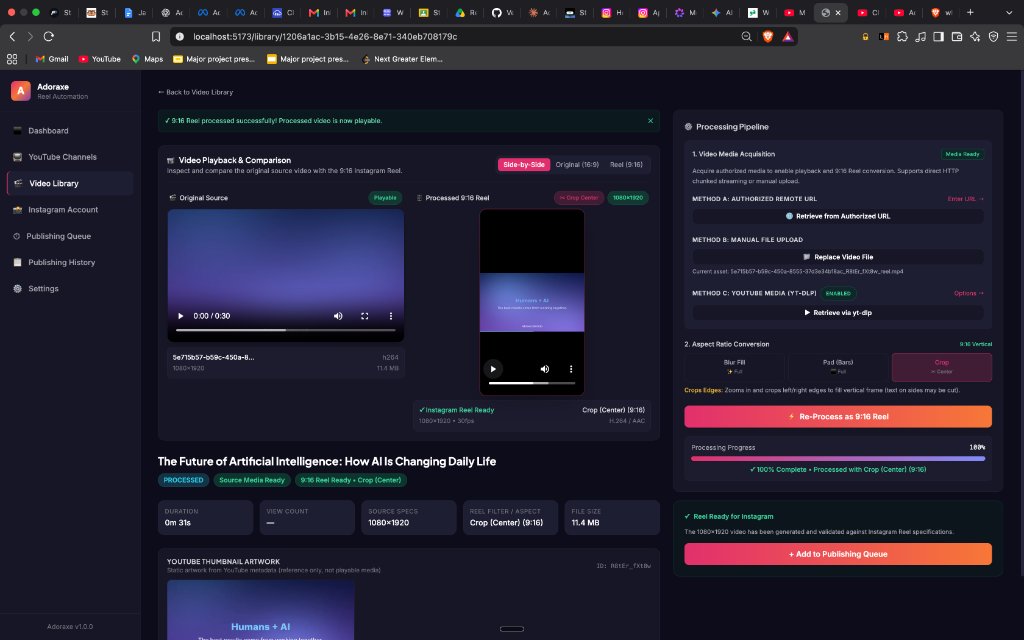 localhost:5173/library/1206a1ac-3b15-4e26-8e71-340eb708179c
Gmail
YouTube
Maps
Major project pres...
Major project pres...
Next Greater Elem...
A
Adoraxe
Reel Automation
Dashboard
YouTube Channels
Video Library
Instagram Account
Publishing Queue
Publishing History
Settings
Adoraxe v1.0.0
← Back to Video Library
✓ 9:16 Reel processed successfully! Processed video is now playable.
Video Playback & Comparison
Inspect and compare the original source video with the 9:16 Instagram Reel.
Side-by-Side
Original (16:9)
Reel (9:16)
Original Source
Playable
0:00 / 0:30
5e715b57-b59c-450a-8...
h264
1080×1920
11.4 MB
Processed 9:16 Reel
Crop Center
1080×1920
Humans + AI
✓ Instagram Reel Ready
Crop (Center) (9:16)
1080×1920 • 30fps
H.264 / AAC
The Future of Artificial Intelligence: How AI Is Changing Daily Life
PROCESSED
Source Media Ready
9:16 Reel Ready • Crop (Center)
DURATION
0m 31s
VIEW COUNT
—
SOURCE SPECS
1080×1920
REEL FILTER / ASPECT
Crop (Center) (9:16)
FILE SIZE
11.4 MB
YOUTUBE THUMBNAIL ARTWORK
Static artwork from YouTube metadata (reference only, not playable media)
Humans + AI
Processing Pipeline
1. Video Media Acquisition
Media Ready
Acquire authorized media to enable playback and 9:16 Reel conversion. Supports direct HTTP
chunked streaming or manual upload.
METHOD A: AUTHORIZED REMOTE URL
Enter URL →
Retrieve from Authorized URL
METHOD B: MANUAL FILE UPLOAD
Replace Video File
METHOD C: YOUTUBE MEDIA (YT-DLP)
ENABLED
Options →
Retrieve via yt-dlp
2. Aspect Ratio Conversion
9:16 Vertical
Blur Fill
Full
Pad (Bars)
Full
Crop
Center
Crops Edges: Zooms in and crops left/right edges to fill vertical frame (text on sides may be cut).
Re-Process as 9:16 Reel
Processing Progress
100%
✓ 100% Complete • Processed with Crop (Center) (9:16)
✓ Reel Ready for Instagram
The 1080×1920 video has been generated and validated against Instagram Reel specifications.
+ Add to Publishing Queue